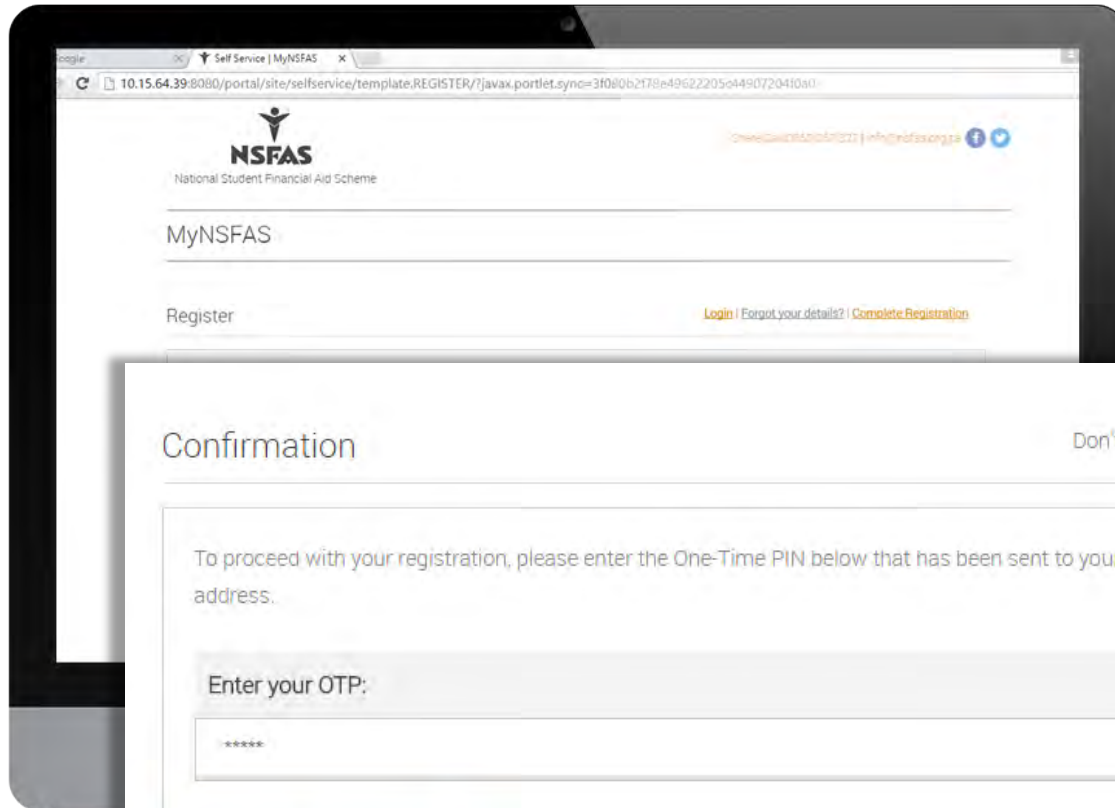 oogle
Self Service | MyNSFAS
10.15.64.39:8080/portal/site/selfservice/template.REGISTER/?javax.portlet.sync=
NSFAS
National Student Financial Aid Scheme
MyNSFAS
Register
Login | Forgot your details? | Complete Registration
Confirmation
Don'
To proceed with your registration, please enter the One-Time PIN below that has been sent to your
address.
Enter your OTP:
*****